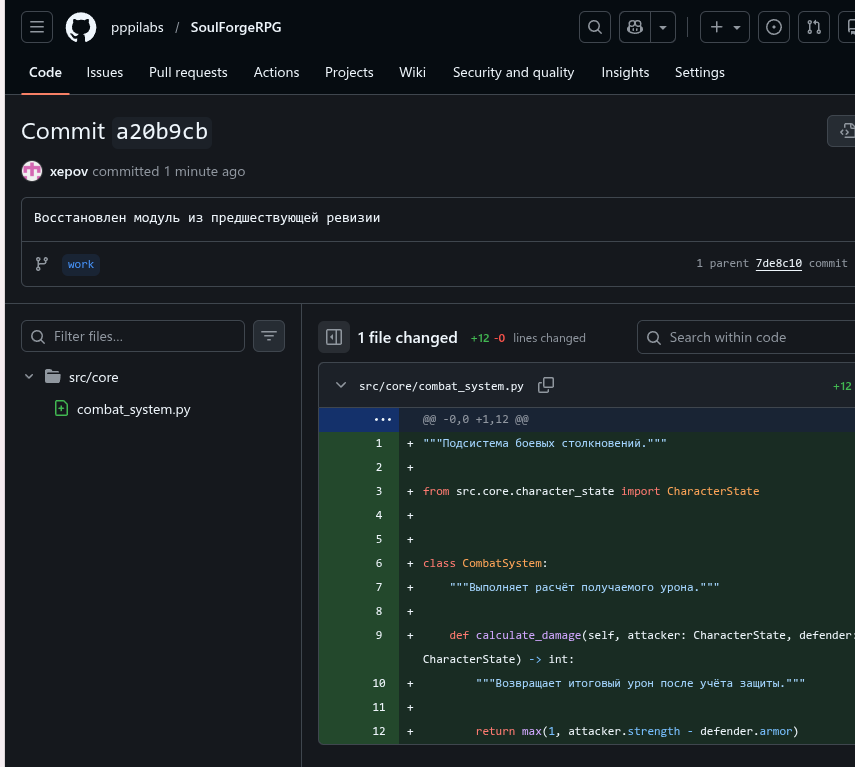 pppilabs / SoulForgeRPG
Code Issues Pull requests Actions Projects Wiki Security and quality Insights Settings
Commit a20b9cb
xepov committed 1 minute ago
Восстановлен модуль из предшествующей ревизии
work 1 parent 7de8c10 commit
Filter files...
1 file changed +12 -0 lines changed
Search within code
src/core
combat_system.py
src/core/combat_system.py +12
@@ -0,0 +1,12 @@
1 + """Подсистема боевых столкновений."""
2 +
3 + from src.core.character_state import CharacterState
4 +
5 +
6 + class CombatSystem:
7 + """Выполняет расчёт получаемого урона."""
8 +
9 + def calculate_damage(self, attacker: CharacterState, defender:
CharacterState) -> int:
10 + """Возвращает итоговый урон после учёта защиты."""
11 +
12 + return max(1, attacker.strength - defender.armor)